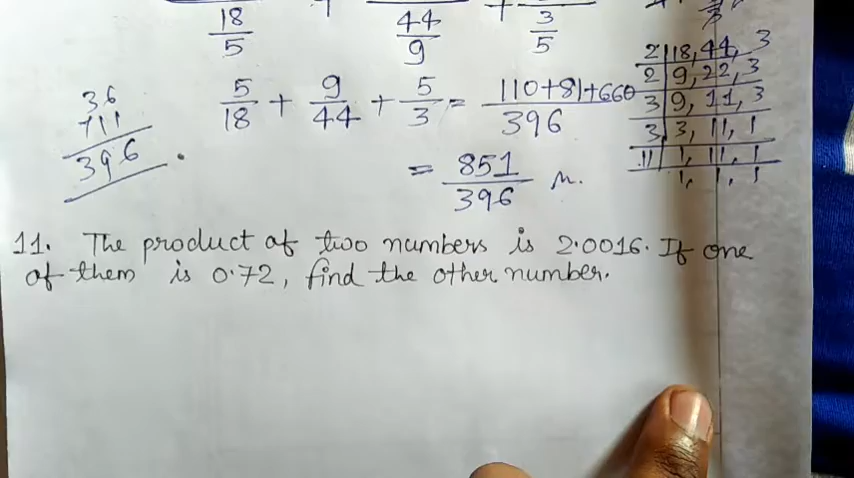 18/5 + 44/9 + 3/5
5/18 + 9/44 + 5/3 = 110+81+660/396
= 851/396
36
×11
396
2|18,44,3
2|9,22,3
3|9,11,3
3|3,11,1
11|1,11,1
1,1,1
11. The product of two numbers is 2.0016. If one
of them is 0.72, find the other number.